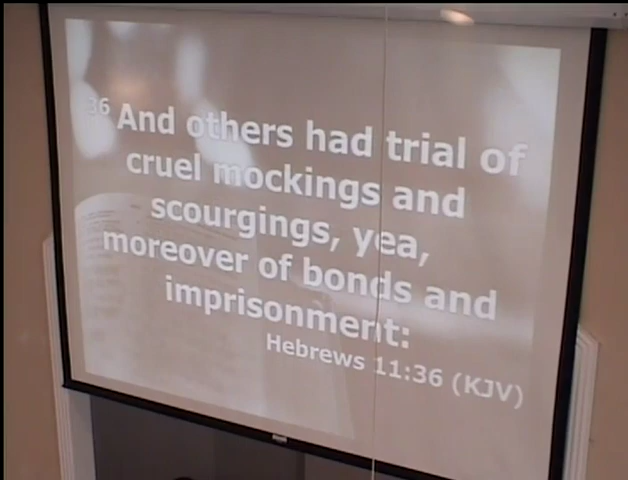 36 And others had trial of
cruel mockings and
scourgings, yea,
moreover of bonds and
imprisonment:
Hebrews 11:36 (KJV)